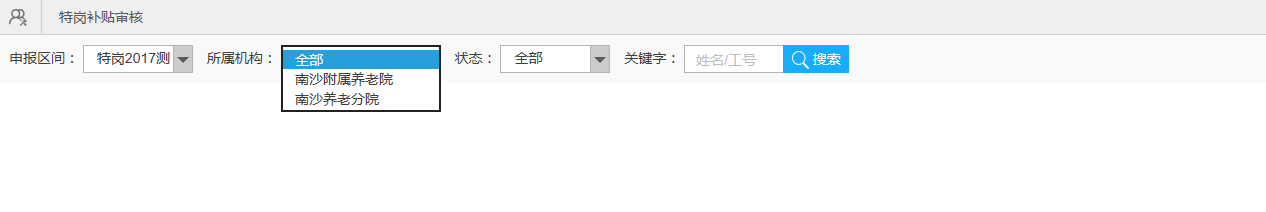 特岗补贴审核
申报区间： 特岗2017测 所属机构： 全部 状态： 全部 关键字： 姓名/工号 搜索
南沙附属养老院
南沙养老分院